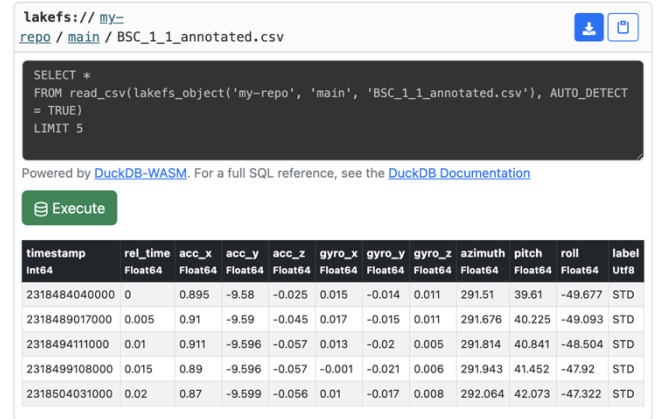 lakefs:// my-
repo / main / BSC_1_1_annotated.csv
SELECT *
FROM read_csv(lakefs_object('my-repo', 'main', 'BSC_1_1_annotated.csv'), AUTO_DETECT
= TRUE)
LIMIT 5
Powered by DuckDB-WASM. For a full SQL reference, see the DuckDB Documentation
Execute
timestamp rel_time acc_x acc_y acc_z gyro_x gyro_y gyro_z azimuth pitch roll label
Int64 Float64 Float64 Float64 Float64 Float64 Float64 Float64 Float64 Float64 Float64 Utf8
2318484040000 0 0.895 -9.58 -0.025 0.015 -0.014 0.011 291.51 39.61 -49.677 STD
2318489017000 0.005 0.91 -9.59 -0.045 0.017 -0.015 0.011 291.676 40.225 -49.093 STD
2318494111000 0.01 0.911 -9.596 -0.057 0.013 -0.02 0.005 291.814 40.841 -48.504 STD
2318499108000 0.015 0.89 -9.596 -0.057 -0.001 -0.021 0.006 291.943 41.452 -47.92 STD
2318504031000 0.02 0.87 -9.599 -0.056 0.01 -0.017 0.008 292.064 42.073 -47.322 STD